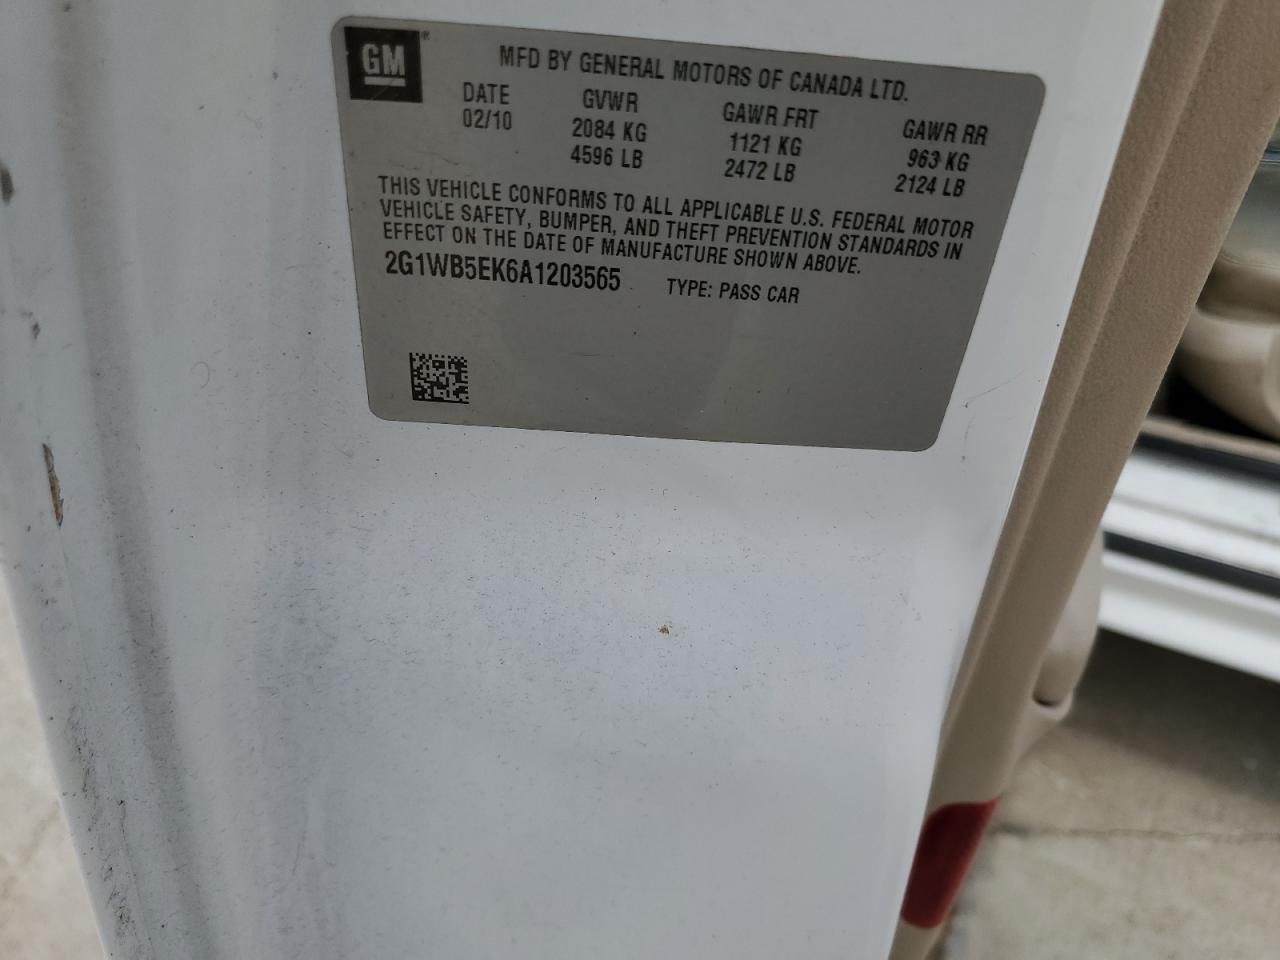 GM®
MFD BY GENERAL MOTORS OF CANADA LTD.
DATE GVWR GAWR FRT GAWR RR
02/10 2084 KG 1121 KG 963 KG
4596 LB 2472 LB 2124 LB
THIS VEHICLE CONFORMS TO ALL APPLICABLE U.S. FEDERAL MOTOR
VEHICLE SAFETY, BUMPER, AND THEFT PREVENTION STANDARDS IN
EFFECT ON THE DATE OF MANUFACTURE SHOWN ABOVE.
2G1WB5EK6A1203565 TYPE: PASS CAR